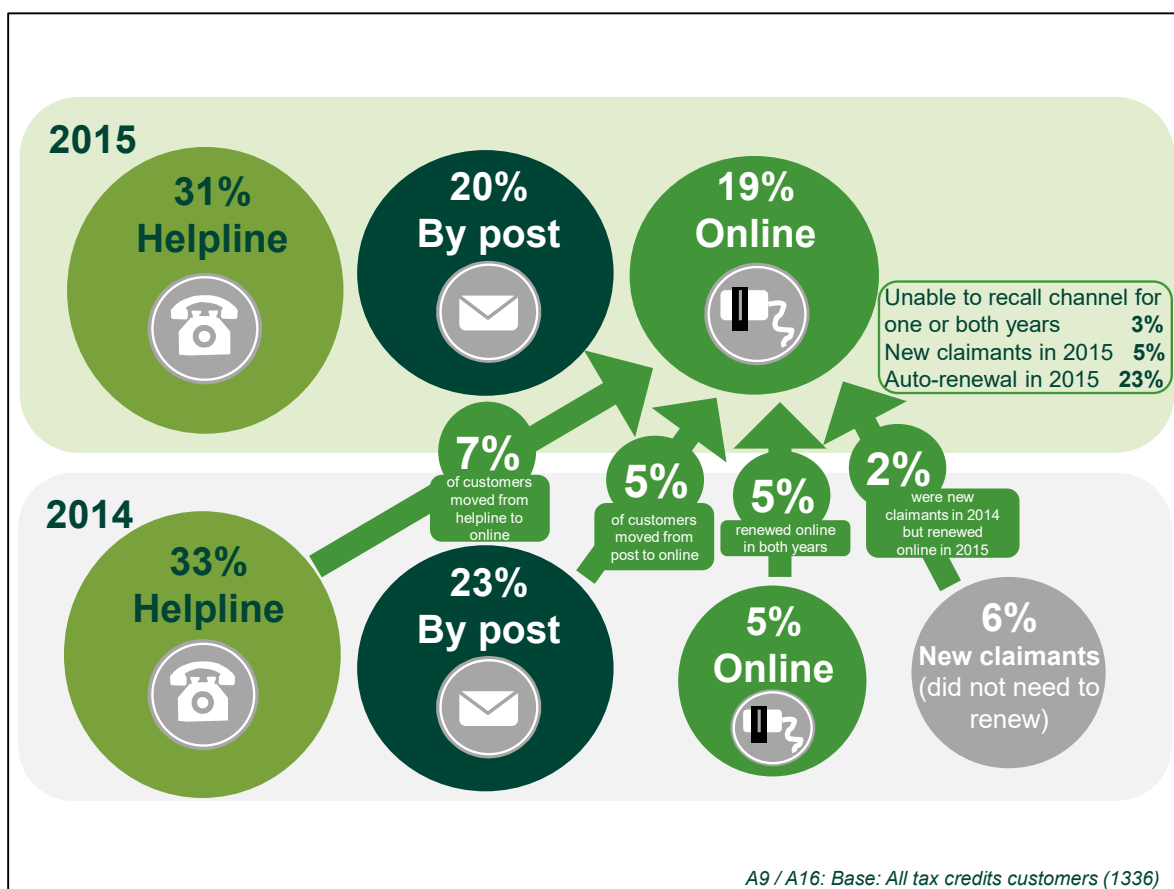 2015
31%
Helpline
20%
By post
19%
Online
Unable to recall channel for
one or both years 3%
New claimants in 2015 5%
Auto-renewal in 2015 23%
7%
of customers
moved from
helpline to
online
5%
of customers
moved from
post to online
5%
renewed online
in both years
2%
were new
claimants in 2014
but renewed
online in 2015
2014
33%
Helpline
23%
By post
5%
Online
6%
New claimants
(did not need to
renew)
A9 / A16: Base: All tax credits customers (1336)